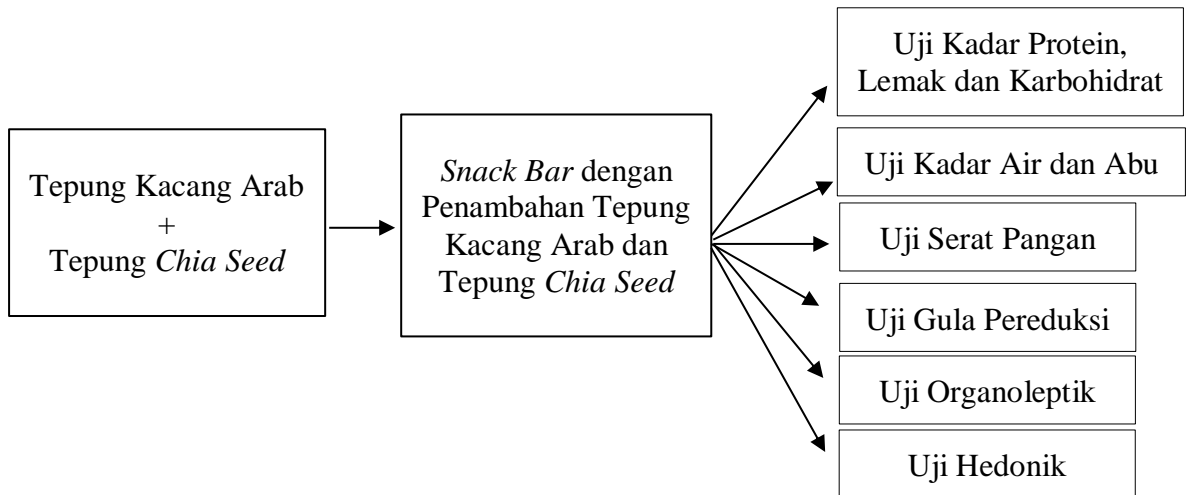 Tepung Kacang Arab
+
Tepung Chia Seed
Snack Bar dengan
Penambahan Tepung
Kacang Arab dan
Tepung Chia Seed
Uji Kadar Protein,
Lemak dan Karbohidrat
Uji Kadar Air dan Abu
Uji Serat Pangan
Uji Gula Pereduksi
Uji Organoleptik
Uji Hedonik